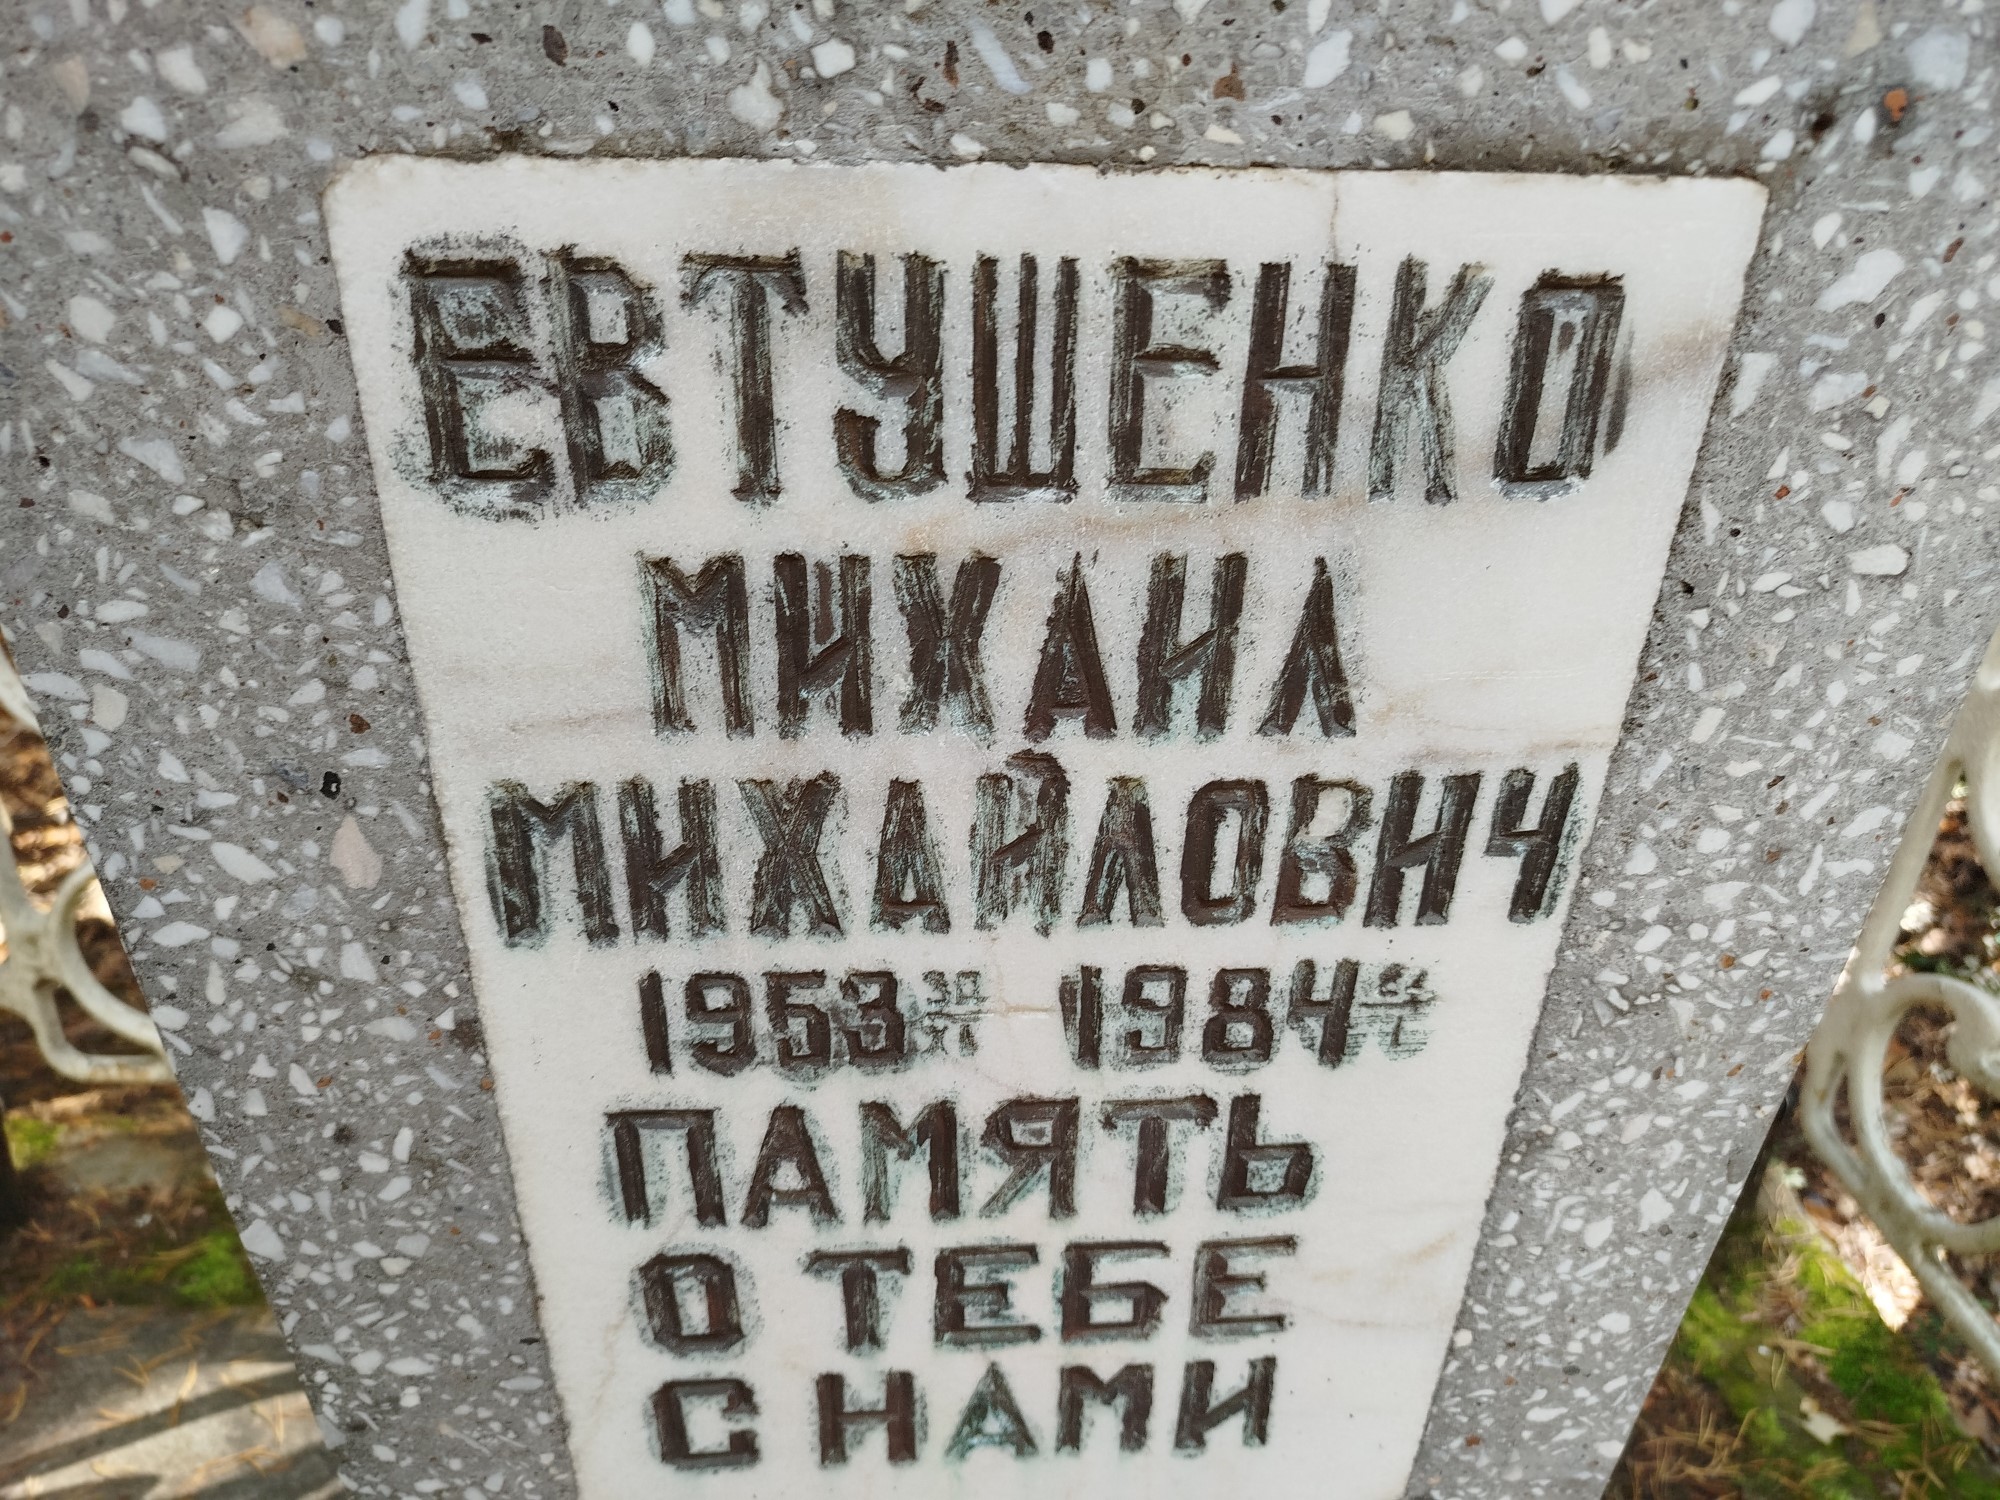 ЕВТУШЕНКО
МИХАИЛ
МИХАЙЛОВИЧ
1953 1984
ПАМЯТЬ
О ТЕБЕ
С НАМИ